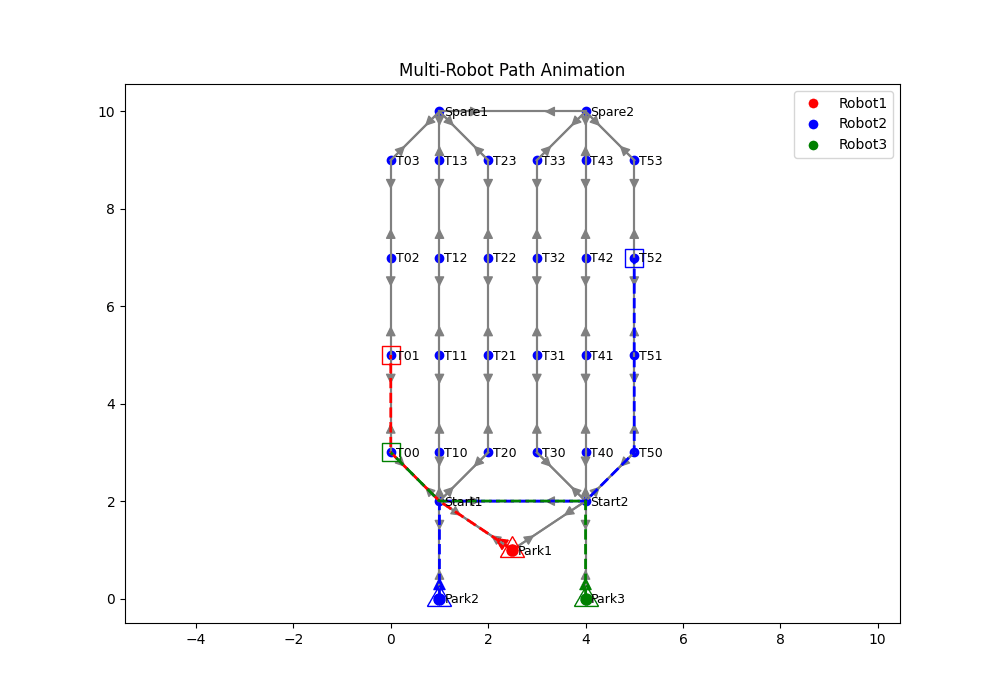 Multi-Robot Path Animation
Robot1
Robot2
Robot3
10
8
6
4
2
0
Spare1 Spare2
T03 T13 T23 T33 T43 T53
T02 T12 T22 T32 T42 T52
T01 T11 T21 T31 T41 T51
T00 T10 T20 T30 T40 T50
Start1 Start2
Park1
Park2 Park3
−4 −2 0 2 4 6 8 10